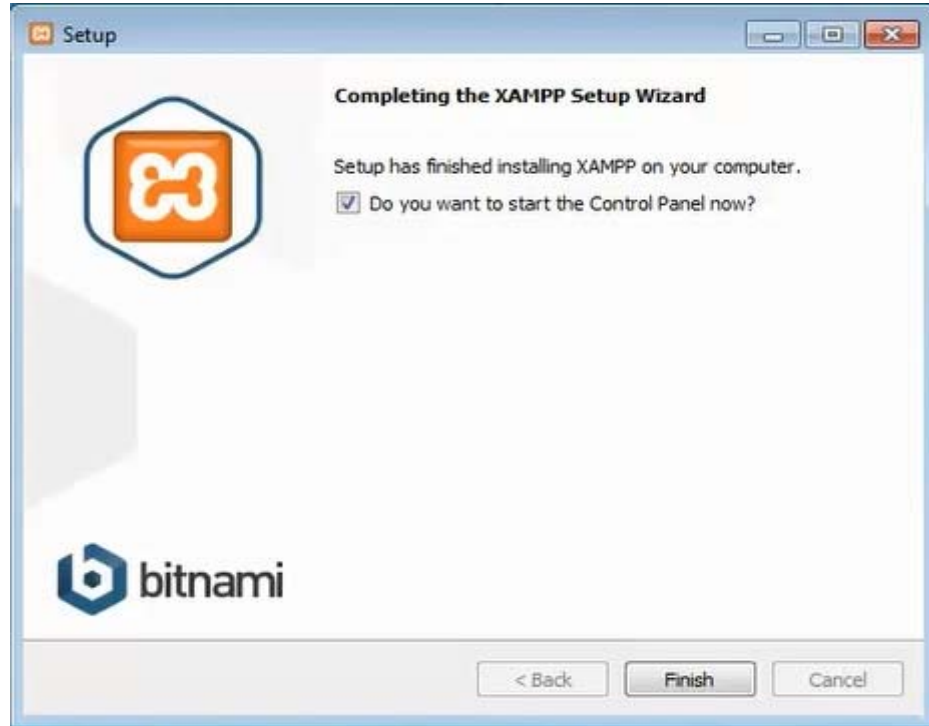 Setup
Completing the XAMPP Setup Wizard
Setup has finished installing XAMPP on your computer.
Do you want to start the Control Panel now?
bitnami
< Back
Finish
Cancel